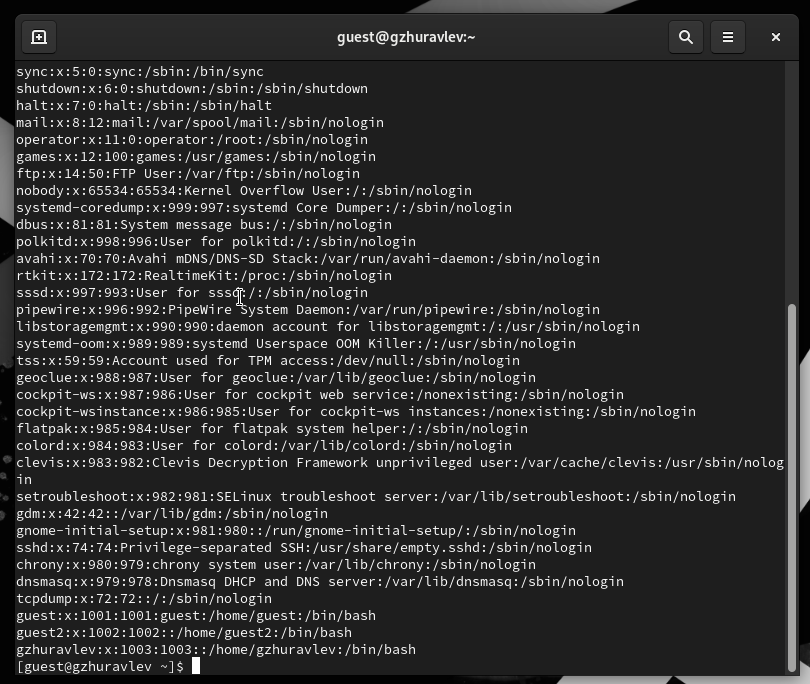 guest@gzhuravlev:~
sync:x:5:0:sync:/sbin:/bin/sync
shutdown:x:6:0:shutdown:/sbin:/sbin/shutdown
halt:x:7:0:halt:/sbin:/sbin/halt
mail:x:8:12:mail:/var/spool/mail:/sbin/nologin
operator:x:11:0:operator:/root:/sbin/nologin
games:x:12:100:games:/usr/games:/sbin/nologin
ftp:x:14:50:FTP User:/var/ftp:/sbin/nologin
nobody:x:65534:65534:Kernel Overflow User:/:/sbin/nologin
systemd-coredump:x:999:997:systemd Core Dumper:/:/sbin/nologin
dbus:x:81:81:System message bus:/:/sbin/nologin
polkitd:x:998:996:User for polkitd:/:/sbin/nologin
avahi:x:70:70:Avahi mDNS/DNS-SD Stack:/var/run/avahi-daemon:/sbin/nologin
rtkit:x:172:172:RealtimeKit:/proc:/sbin/nologin
sssd:x:997:993:User for sssd:/:/sbin/nologin
pipewire:x:996:992:PipeWire System Daemon:/var/run/pipewire:/sbin/nologin
libstoragemgmt:x:990:990:daemon account for libstoragemgmt:/:/usr/sbin/nologin
systemd-oom:x:989:989:systemd Userspace OOM Killer:/:/usr/sbin/nologin
tss:x:59:59:Account used for TPM access:/dev/null:/sbin/nologin
geoclue:x:988:987:User for geoclue:/var/lib/geoclue:/sbin/nologin
cockpit-ws:x:987:986:User for cockpit web service:/nonexisting:/sbin/nologin
cockpit-wsinstance:x:986:985:User for cockpit-ws instances:/nonexisting:/sbin/nologin
flatpak:x:985:984:User for flatpak system helper:/:/sbin/nologin
colord:x:984:983:User for colord:/var/lib/colord:/sbin/nologin
clevis:x:983:982:Clevis Decryption Framework unprivileged user:/var/cache/clevis:/usr/sbin/nolog
in
setroubleshoot:x:982:981:SELinux troubleshoot server:/var/lib/setroubleshoot:/sbin/nologin
gdm:x:42:42::/var/lib/gdm:/sbin/nologin
gnome-initial-setup:x:981:980::/run/gnome-initial-setup/:/sbin/nologin
sshd:x:74:74:Privilege-separated SSH:/usr/share/empty.sshd:/sbin/nologin
chrony:x:980:979:chrony system user:/var/lib/chrony:/sbin/nologin
dnsmasq:x:979:978:Dnsmasq DHCP and DNS server:/var/lib/dnsmasq:/sbin/nologin
tcpdump:x:72:72::/:/sbin/nologin
guest:x:1001:1001:guest:/home/guest:/bin/bash
guest2:x:1002:1002::/home/guest2:/bin/bash
gzhuravlev:x:1003:1003::/home/gzhuravlev:/bin/bash
[guest@gzhuravlev ~]$